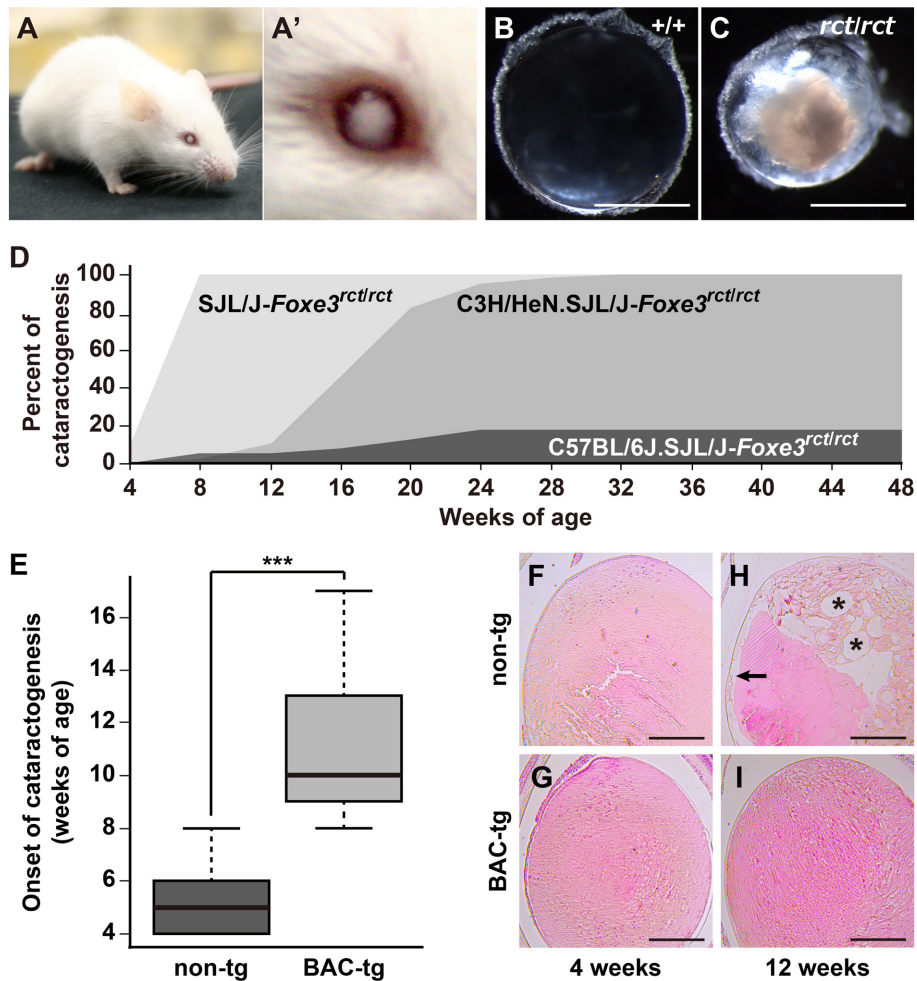 A
A'
B
+/+
C
rct/rct
D
Percent of
cataractogenesis
100
80
60
40
20
0
SJL/J-Foxe3rct/rct
C3H/HeN.SJL/J-Foxe3rct/rct
C57BL/6J.SJL/J-Foxe3rct/rct
4 8 12 16 20 24 28 32 36 40 44 48
Weeks of age
E
Onset of cataractogenesis
(weeks of age)
16
14
12
10
8
6
4
***
non-tg BAC-tg
F
H
*
*
non-tg
G
I
BAC-tg
4 weeks 12 weeks